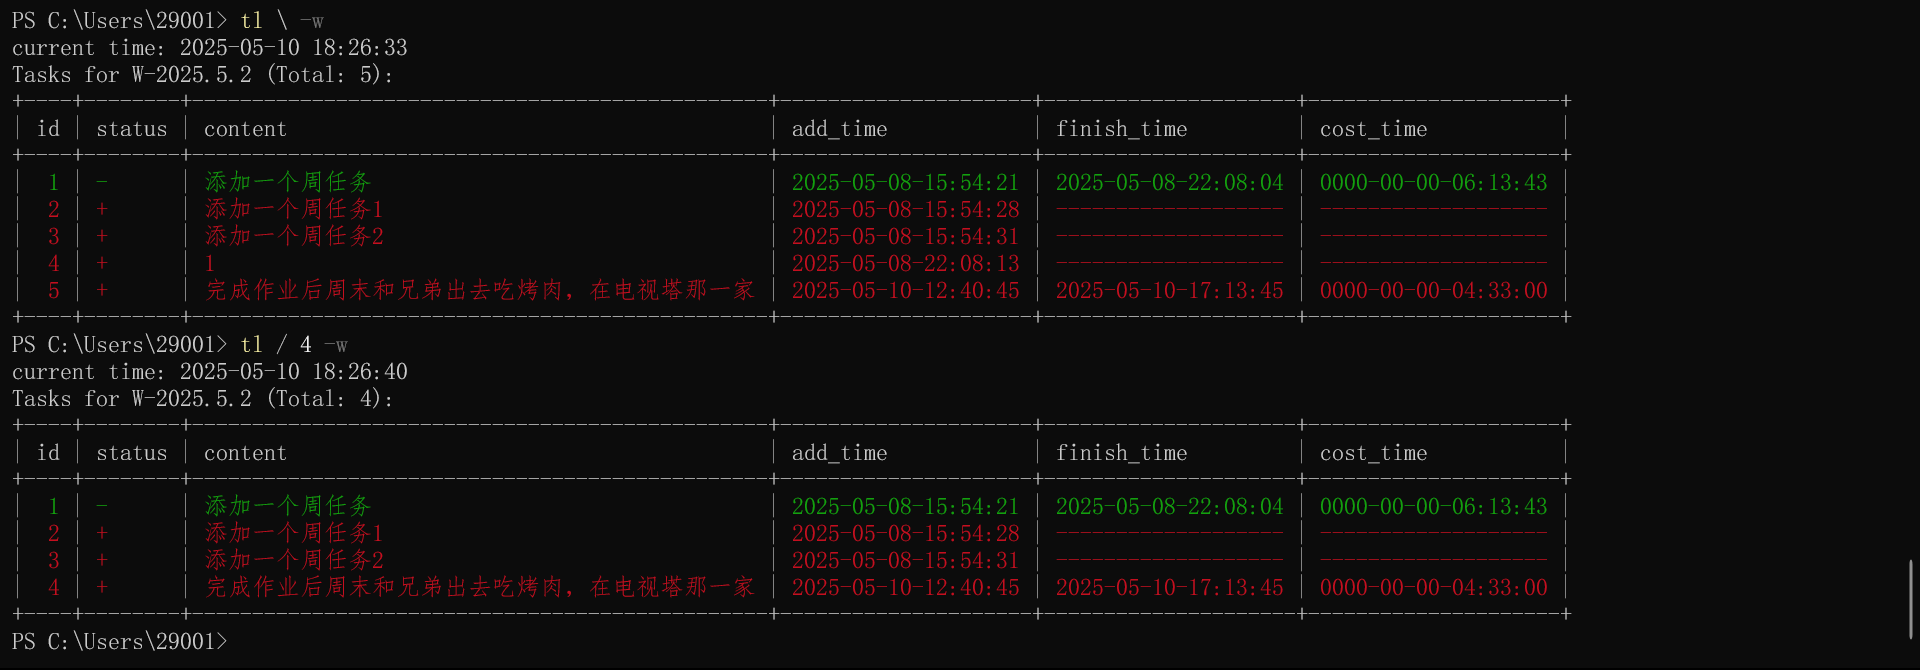 PS C:\Users\29001> tl \ -w
current time: 2025-05-10 18:26:33
Tasks for W-2025.5.2 (Total: 5):
+----+--------+------------------------------------------------+---------------------+---------------------+---------------------+
| id | status | content | add_time | finish_time | cost_time |
+----+--------+------------------------------------------------+---------------------+---------------------+---------------------+
| 1 | - | 添加一个周任务 | 2025-05-08-15:54:21 | 2025-05-08-22:08:04 | 0000-00-00-06:13:43 |
| 2 | + | 添加一个周任务1 | 2025-05-08-15:54:28 | ------------------- | ------------------- |
| 3 | + | 添加一个周任务2 | 2025-05-08-15:54:31 | ------------------- | ------------------- |
| 4 | + | 1 | 2025-05-08-22:08:13 | ------------------- | ------------------- |
| 5 | + | 完成作业后周末和兄弟出去吃烤肉，在电视塔那一家 | 2025-05-10-12:40:45 | 2025-05-10-17:13:45 | 0000-00-00-04:33:00 |
+----+--------+------------------------------------------------+---------------------+---------------------+---------------------+
PS C:\Users\29001> tl / 4 -w
current time: 2025-05-10 18:26:40
Tasks for W-2025.5.2 (Total: 4):
+----+--------+------------------------------------------------+---------------------+---------------------+---------------------+
| id | status | content | add_time | finish_time | cost_time |
+----+--------+------------------------------------------------+---------------------+---------------------+---------------------+
| 1 | - | 添加一个周任务 | 2025-05-08-15:54:21 | 2025-05-08-22:08:04 | 0000-00-00-06:13:43 |
| 2 | + | 添加一个周任务1 | 2025-05-08-15:54:28 | ------------------- | ------------------- |
| 3 | + | 添加一个周任务2 | 2025-05-08-15:54:31 | ------------------- | ------------------- |
| 4 | + | 完成作业后周末和兄弟出去吃烤肉，在电视塔那一家 | 2025-05-10-12:40:45 | 2025-05-10-17:13:45 | 0000-00-00-04:33:00 |
+----+--------+------------------------------------------------+---------------------+---------------------+---------------------+
PS C:\Users\29001>